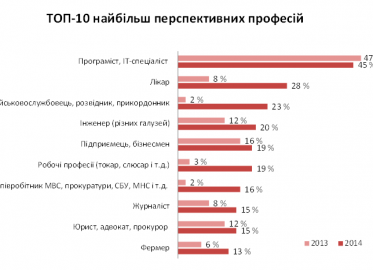 ТОП-10 найбільш перспективних професій
Програміст, ІТ-спеціаліст 47 45 %
Лікар 8 % 28 %
йськовослужбовець, розвідник, прикордонник 2 % 23 %
Інженер (різних галузей) 12 % 20 %
Підприємець, бізнесмен 16 % 19 %
Робочі професії (токар, слюсар і т.д.) 3 % 19 %
півробітник МВС, прокуратури, СБУ, МНС і т.д. 2 % 16 %
Журналіст 8 % 15 %
Юрист, адвокат, прокурор 12 % 15 %
Фермер 6 % 13 %
2013 2014